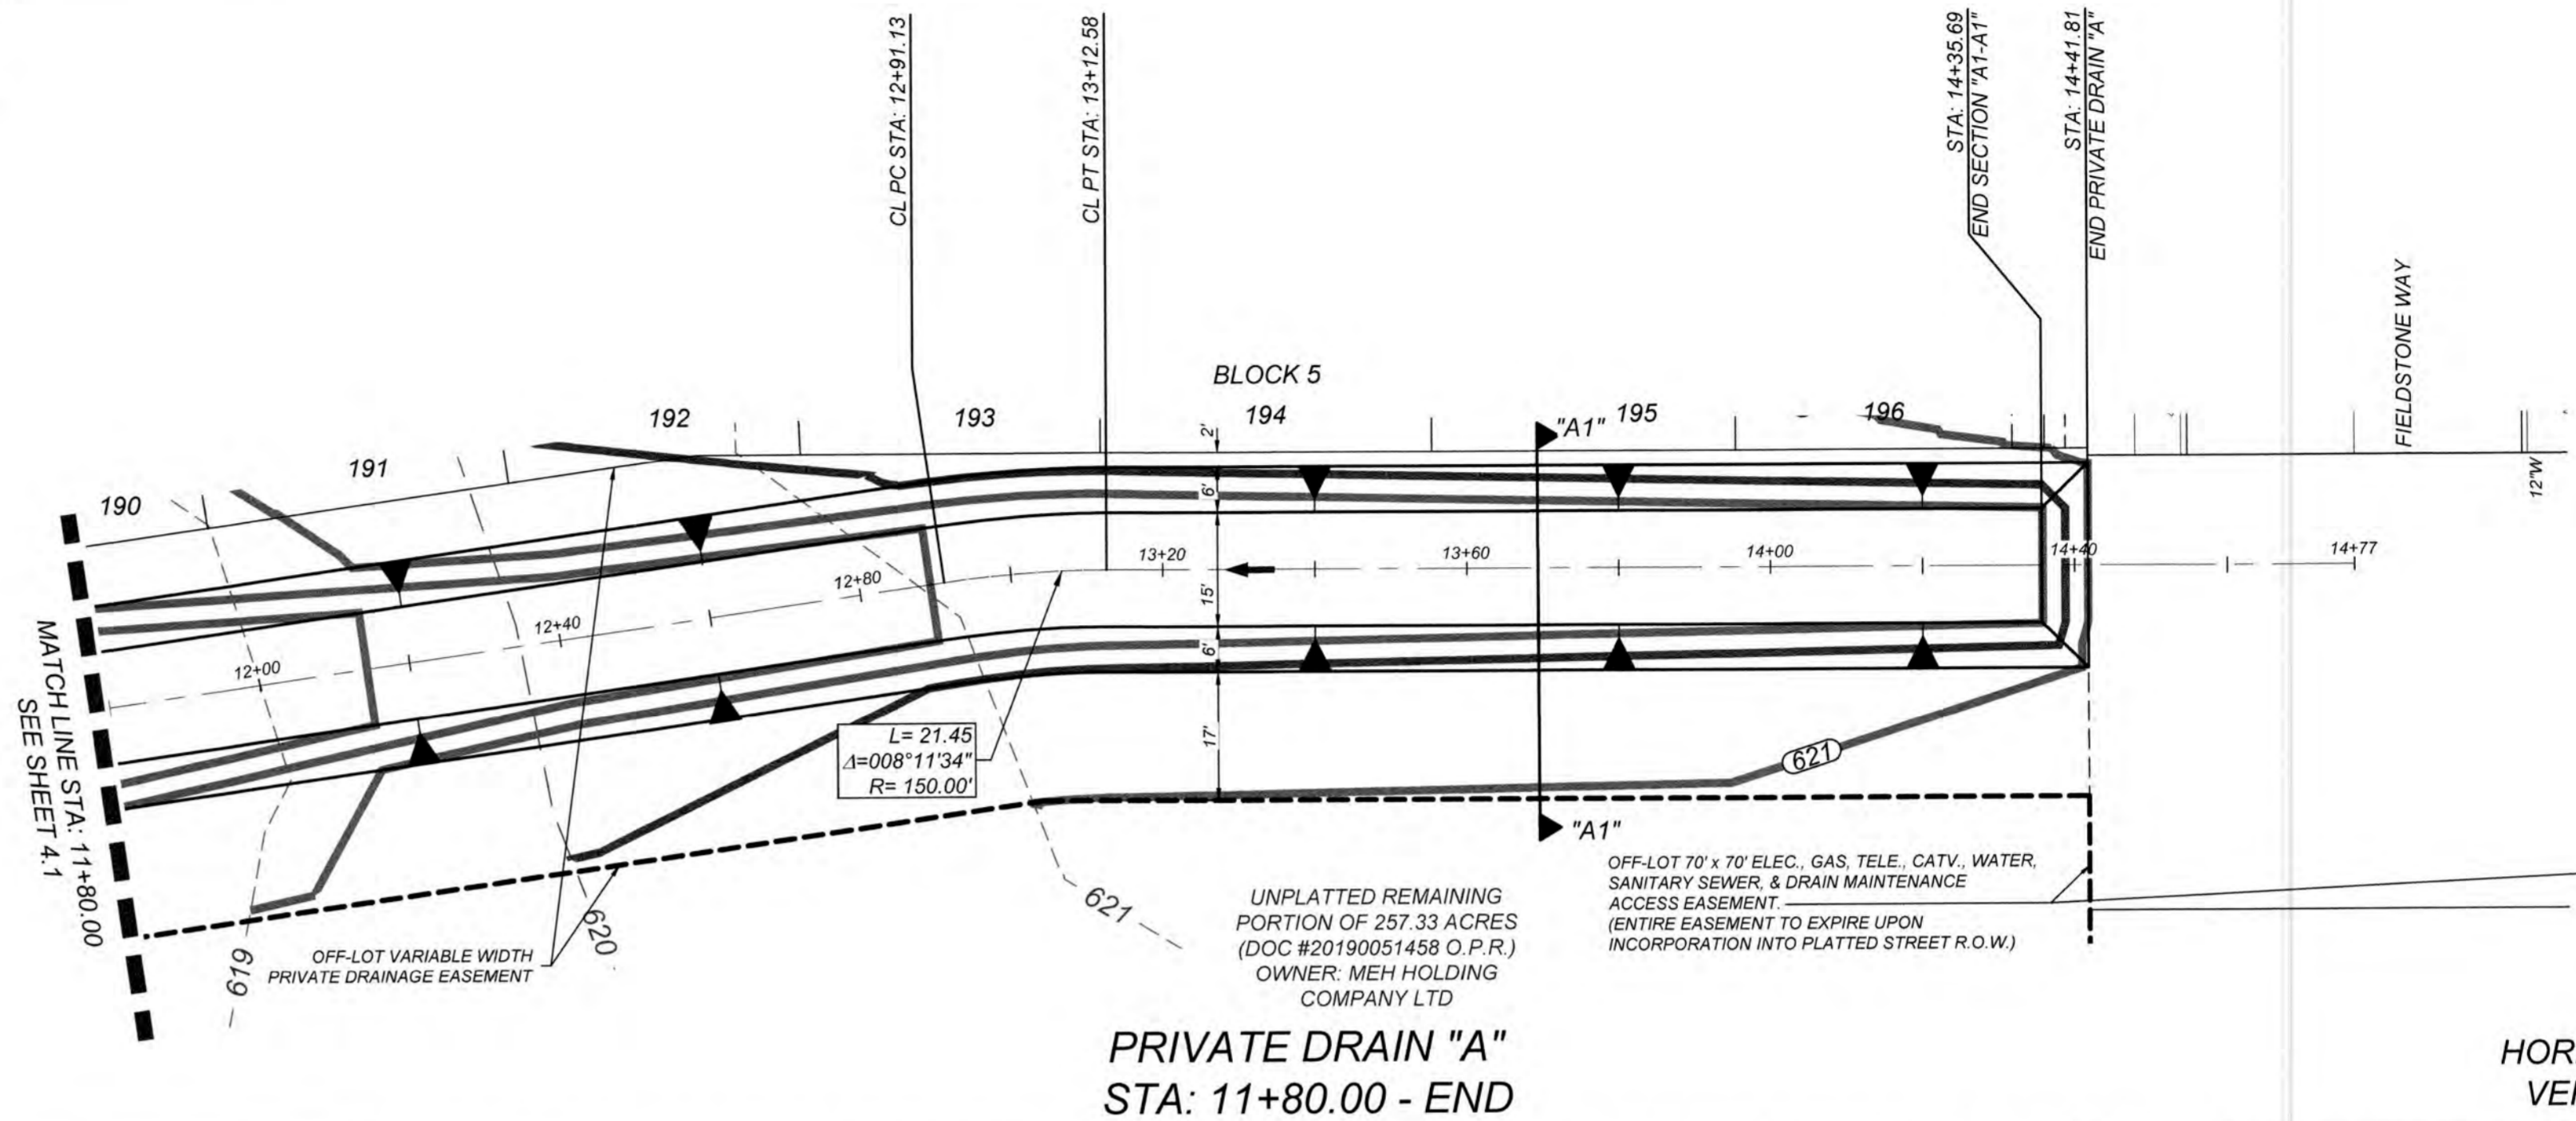 CL PC STA: 12+91.13
CL PT STA: 13+12.58
STA: 14+35.69
END SECTION "A1-A1"
STA: 14+41.81
END PRIVATE DRAIN "A"
FIELDSTONE WAY
12"W
BLOCK 5
190
191
192
193
194
195
196
2'
6'
15'
6'
17'
"A1"
"A1"
12+00
12+40
12+80
13+20
13+60
14+00
14+40
14+77
MATCH LINE STA: 11+80.00
SEE SHEET 4.1
L= 21.45
Δ=008°11'34"
R= 150.00'
621
619
620
621
OFF-LOT VARIABLE WIDTH
PRIVATE DRAINAGE EASEMENT
UNPLATTED REMAINING
PORTION OF 257.33 ACRES
(DOC #20190051458 O.P.R.)
OWNER: MEH HOLDING
COMPANY LTD
OFF-LOT 70' x 70' ELEC., GAS, TELE., CATV., WATER,
SANITARY SEWER, & DRAIN MAINTENANCE
ACCESS EASEMENT.
(ENTIRE EASEMENT TO EXPIRE UPON
INCORPORATION INTO PLATTED STREET R.O.W.)
PRIVATE DRAIN "A"
STA: 11+80.00 - END
HOR